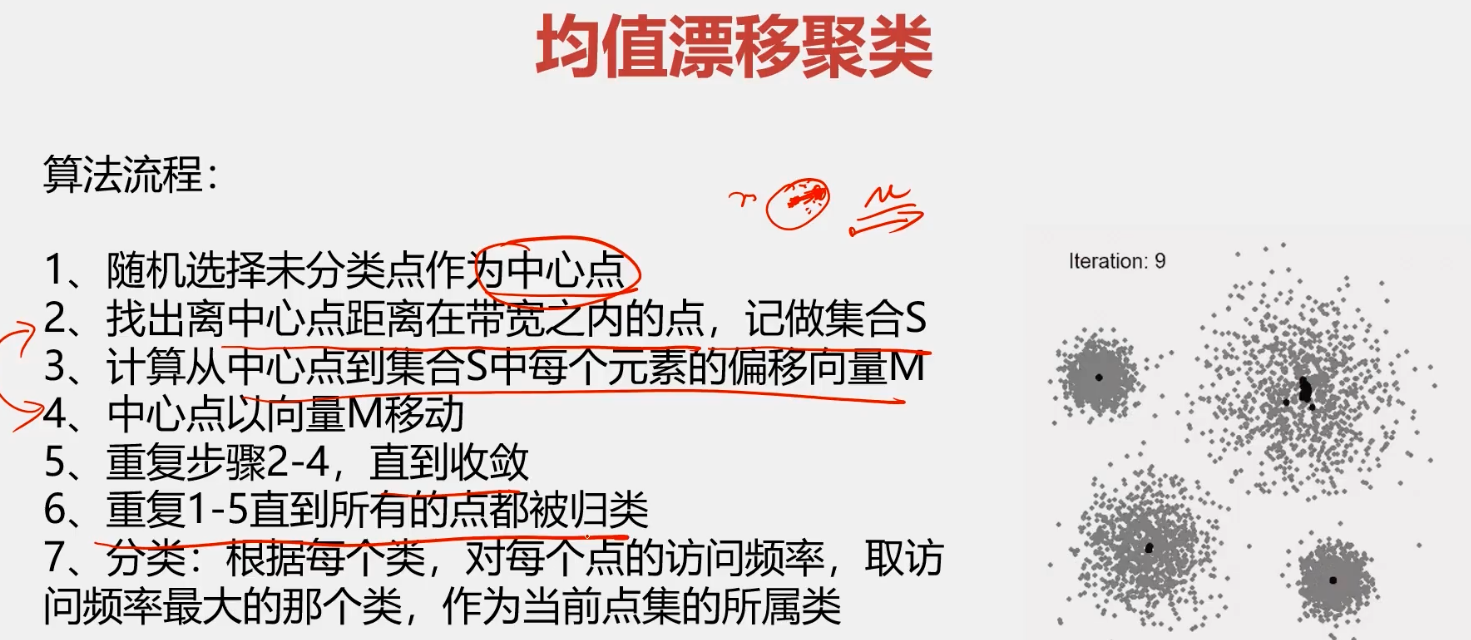 均值漂移聚类
算法流程：
1、随机选择未分类点作为中心点
2、找出离中心点距离在带宽之内的点，记做集合S
3、计算从中心点到集合S中每个元素的偏移向量M
4、中心点以向量M移动
5、重复步骤2-4，直到收敛
6、重复1-5直到所有的点都被归类
7、分类：根据每个类，对每个点的访问频率，取访
问频率最大的那个类，作为当前点集的所属类
Iteration: 9